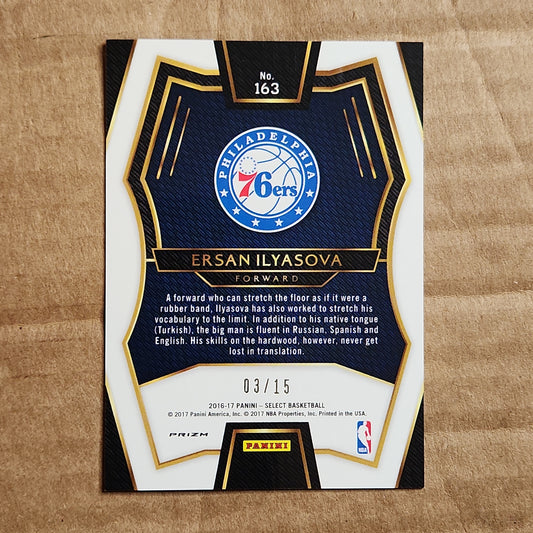 No.
163
PHILADELPHIA
76ers
ERSAN ILYASOVA
FORWARD
A forward who can stretch the floor as if it were a
rubber band, Ilyasova has also worked to stretch his
vocabulary to the limit. In addition to his native tongue
(Turkish), the big man is fluent in Russian, Spanish and
English. His skills on the hardwood, however, never get
lost in translation.
03/15
2016-17 PANINI – SELECT BASKETBALL
© 2017 Panini America, Inc. © 2017 NBA Properties, Inc. Printed in the USA.
PRIZM
PANINI
NBA